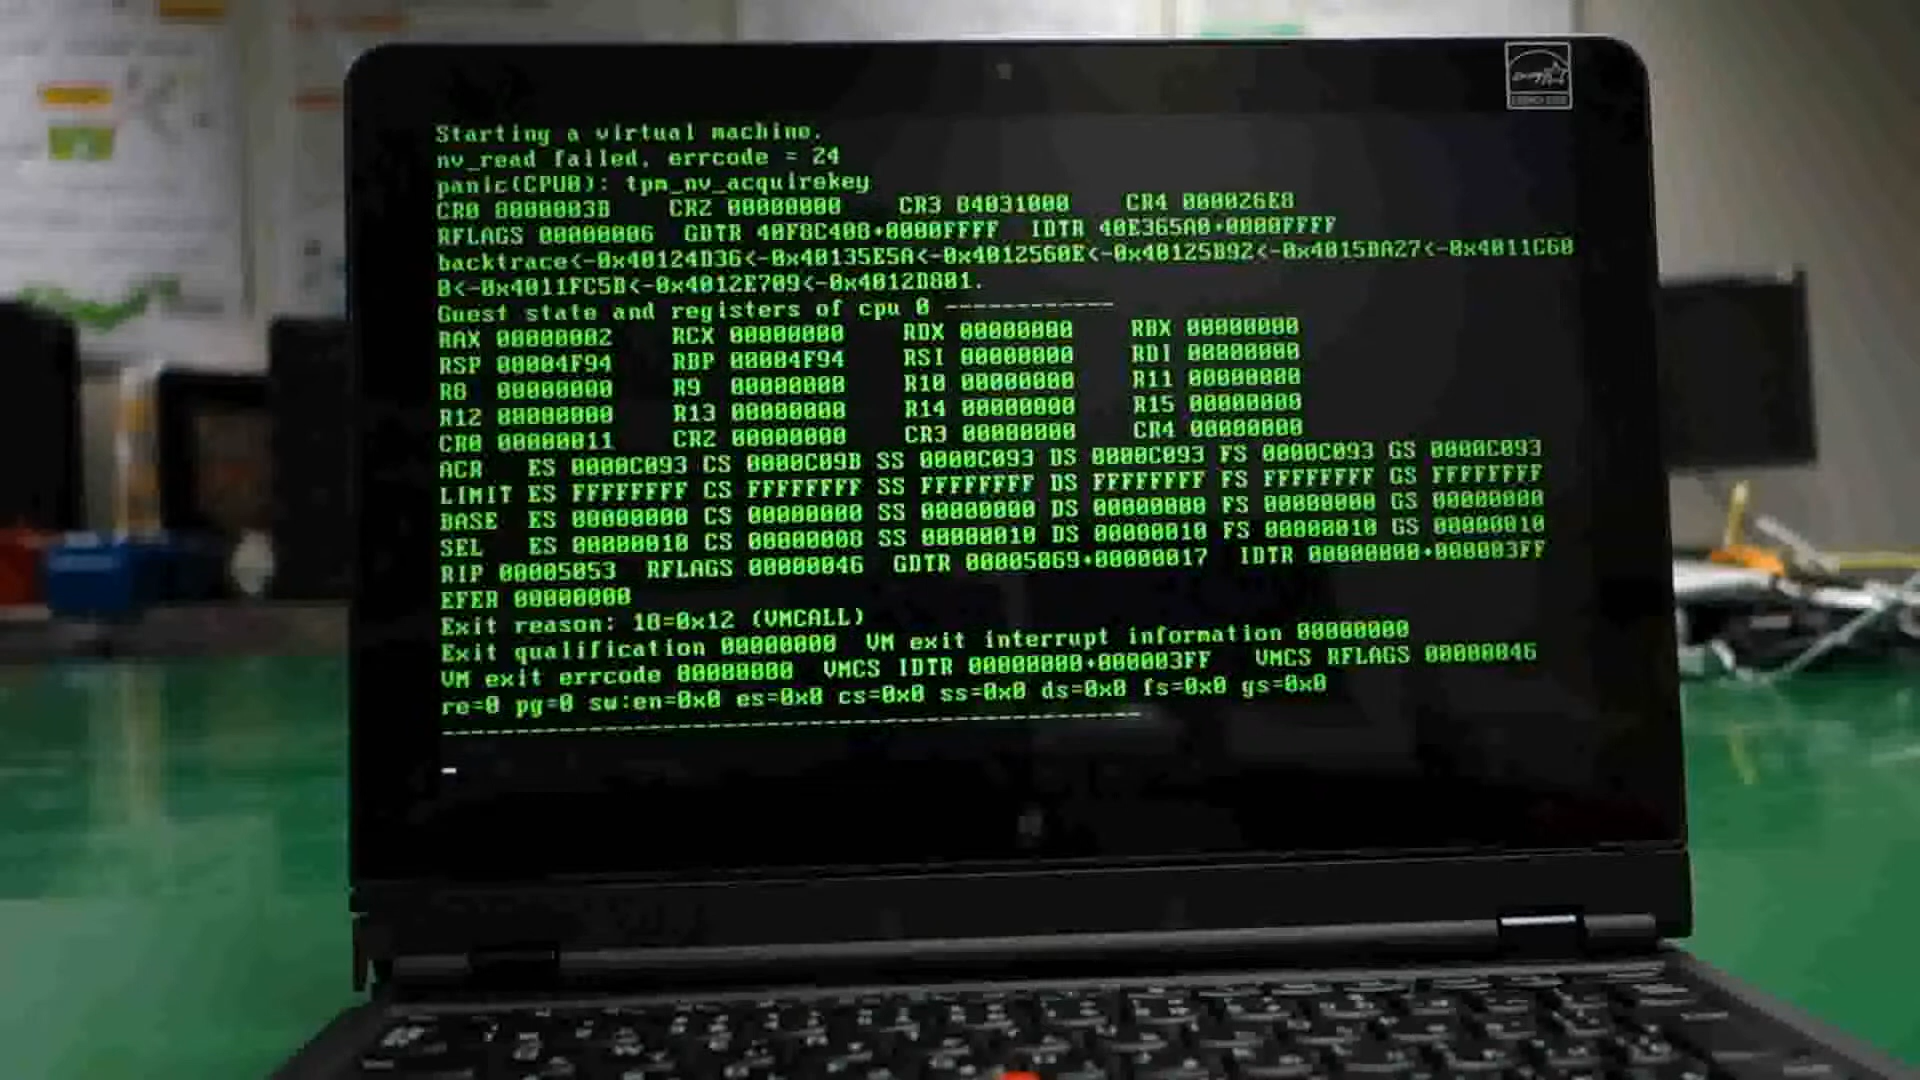 Starting a virtual machine.
nv_read failed, errcode = 24
panic(CPU0): tpm_nv_acquirekey
CR0 8000003B CR2 00000000 CR3 04031000 CR4 000026E8
RFLAGS 00000006 GDTR 40F8C408+0000FFFF IDTR 40E365A0+0000FFFF
backtrace<-0x40124D36<-0x40135E5A<-0x4012560E<-0x40125B92<-0x4015BA27<-0x4011C60
0<-0x4011FC5B<-0x4012E709<-0x4012D801.
Guest state and registers of cpu 0 ------------
RAX 00000002 RCX 00000000 RDX 00000000 RBX 00000000
RSP 00004F94 RBP 00004F94 RSI 00000000 RDI 00000000
R8 00000000 R9 00000000 R10 00000000 R11 00000000
R12 00000000 R13 00000000 R14 00000000 R15 00000000
CR0 00000011 CR2 00000000 CR3 00000000 CR4 00000000
ACR ES 0000C093 CS 0000C09B SS 0000C093 DS 0000C093 FS 0000C093 GS 0000C093
LIMIT ES FFFFFFFF CS FFFFFFFF SS FFFFFFFF DS FFFFFFFF FS FFFFFFFF GS FFFFFFFF
BASE ES 00000000 CS 00000000 SS 00000000 DS 00000000 FS 00000000 GS 00000000
SEL ES 00000010 CS 00000008 SS 00000010 DS 00000010 FS 00000010 GS 00000010
RIP 00005053 RFLAGS 00000046 GDTR 00005069+00000017 IDTR 00000000+000003FF
EFER 00000000
Exit reason: 18=0x12 (VMCALL)
Exit qualification 00000000 VM exit interrupt information 00000000
VM exit errcode 00000000 VMCS IDTR 00000000+000003FF VMCS RFLAGS 00000046
re=0 pg=0 sw:en=0x0 es=0x0 cs=0x0 ss=0x0 ds=0x0 fs=0x0 gs=0x0
------------------------------------------------